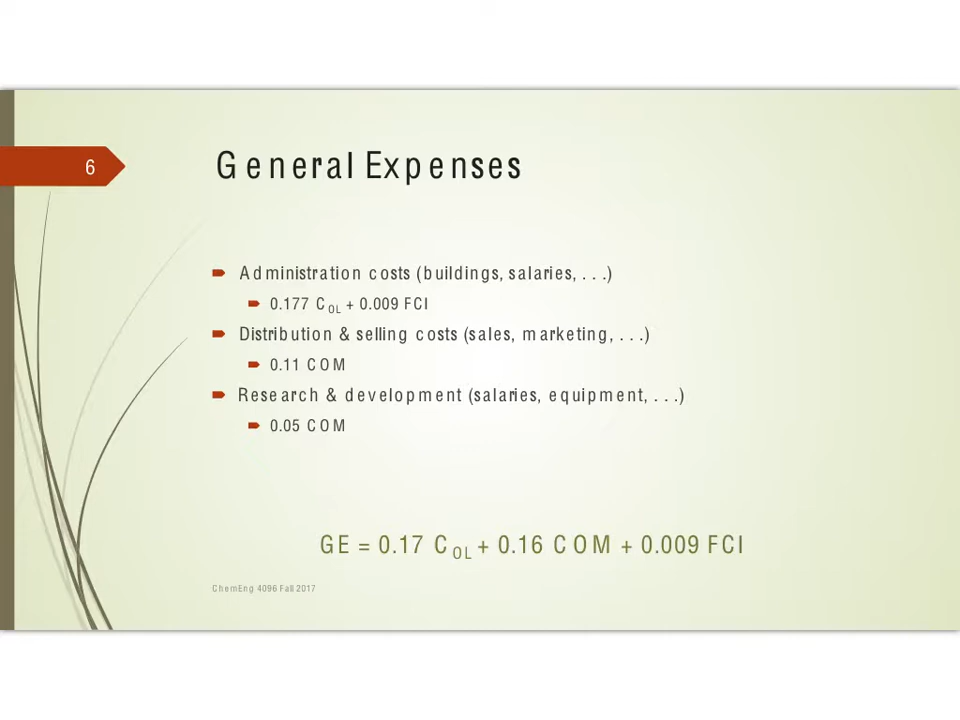 6
General Expenses
Administration costs (buildings, salaries, . . .)
0.177 COL + 0.009 FCI
Distribution & selling costs (sales, marketing, . . .)
0.11 COM
Research & development (salaries, equipment, . . .)
0.05 COM
GE = 0.17 COL + 0.16 COM + 0.009 FCI
ChemEng 4096 Fall 2017